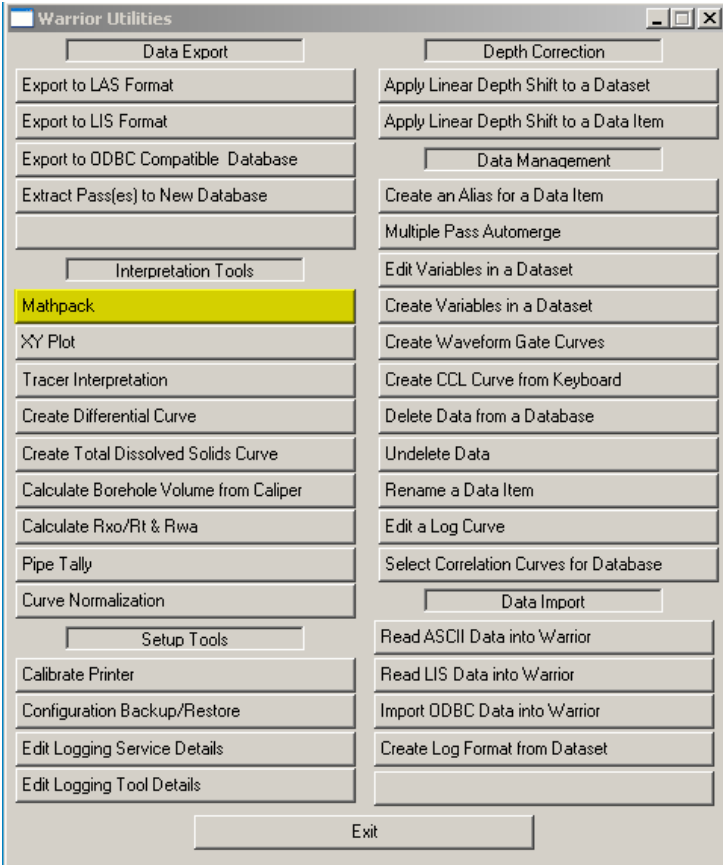 Warrior Utilities
Data Export
Export to LAS Format
Export to LIS Format
Export to ODBC Compatible Database
Extract Pass(es) to New Database
Interpretation Tools
Mathpack
XY Plot
Tracer Interpretation
Create Differential Curve
Create Total Dissolved Solids Curve
Calculate Borehole Volume from Caliper
Calculate Rxo/Rt & Rwa
Pipe Tally
Curve Normalization
Setup Tools
Calibrate Printer
Configuration Backup/Restore
Edit Logging Service Details
Edit Logging Tool Details
Depth Correction
Apply Linear Depth Shift to a Dataset
Apply Linear Depth Shift to a Data Item
Data Management
Create an Alias for a Data Item
Multiple Pass Automerge
Edit Variables in a Dataset
Create Variables in a Dataset
Create Waveform Gate Curves
Create CCL Curve from Keyboard
Delete Data from a Database
Undelete Data
Rename a Data Item
Edit a Log Curve
Select Correlation Curves for Database
Data Import
Read ASCII Data into Warrior
Read LIS Data into Warrior
Import ODBC Data into Warrior
Create Log Format from Dataset
Exit